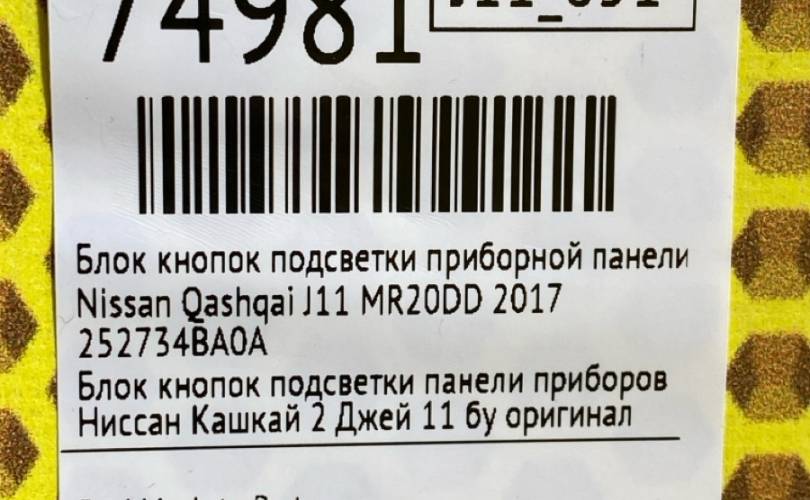 74981
Блок кнопок подсветки приборной панели
Nissan Qashqai J11 MR20DD 2017
252734BA0A
Блок кнопок подсветки панели приборов
Ниссан Кашкай 2 Джей 11 бу оригинал